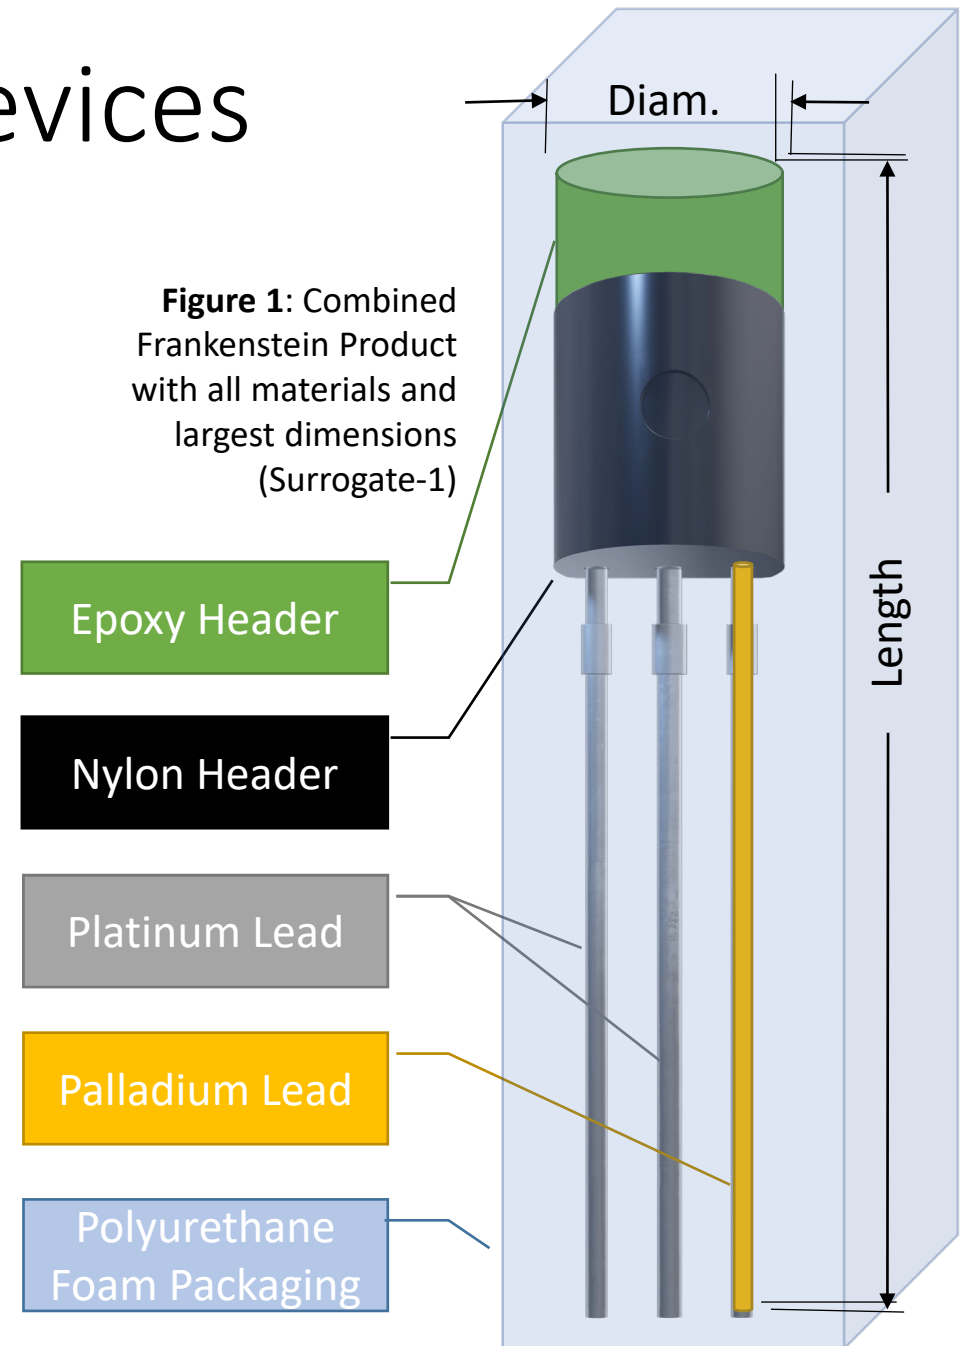 evices
Diam.
Figure 1: Combined
Frankenstein Product
with all materials and
largest dimensions
(Surrogate-1)
Epoxy Header
Nylon Header
Length
Platinum Lead
Palladium Lead
Polyurethane
Foam Packaging